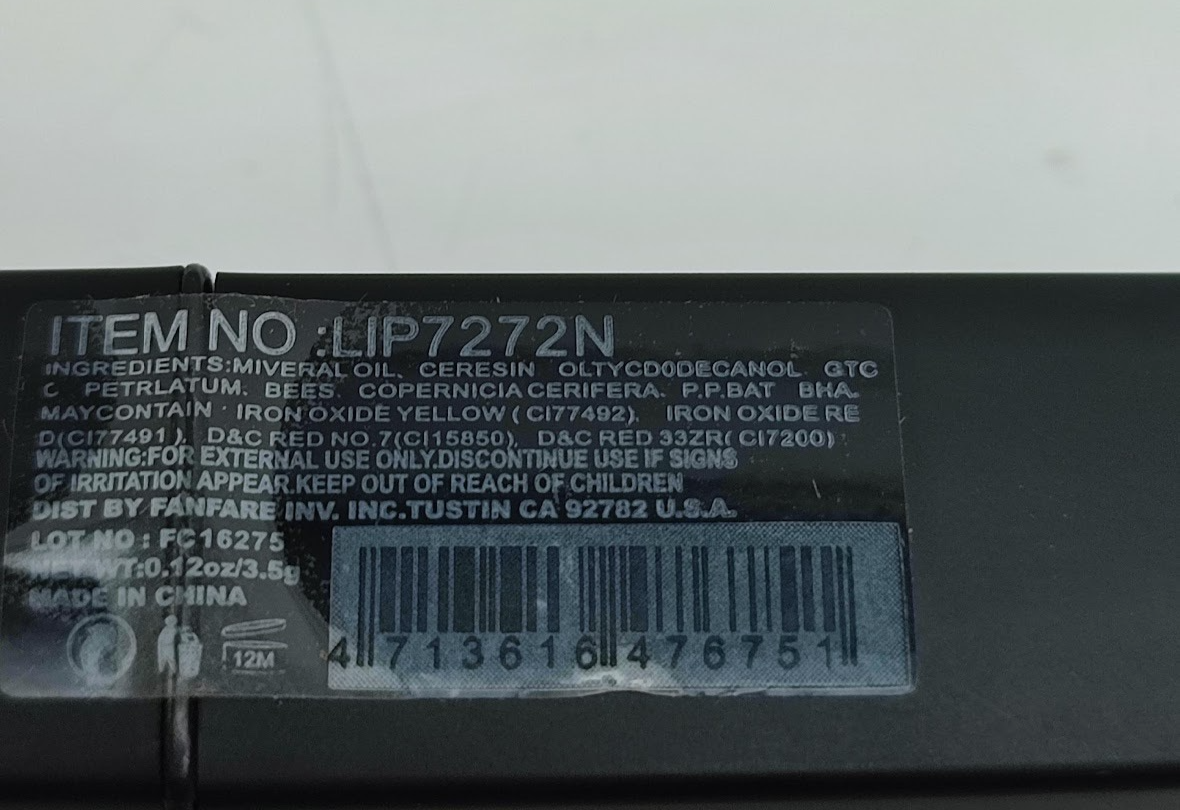 ITEM NO :LIP7272N
INGREDIENTS:MIVERAL OIL, CERESIN OLTYCD0DECANOL GTC
C PETRLATUM. BEES. COPERNICIA CERIFERA. P.P.BAT BHA.
MAYCONTAIN : IRON OXIDE YELLOW ( CI77492), IRON OXIDE RE
D(CI77491 ), D&C RED NO.7(CI15850), D&C RED 33ZR( CI7200)
WARNING:FOR EXTERNAL USE ONLY.DISCONTINUE USE IF SIGNS
OF IRRITATION APPEAR.KEEP OUT OF REACH OF CHILDREN
DIST BY FANFARE INV. INC.TUSTIN CA 92782 U.S.A.
LOT NO : FC16275
NET WT:0.12oz/3.5g
MADE IN CHINA
12M
4 713616 476751